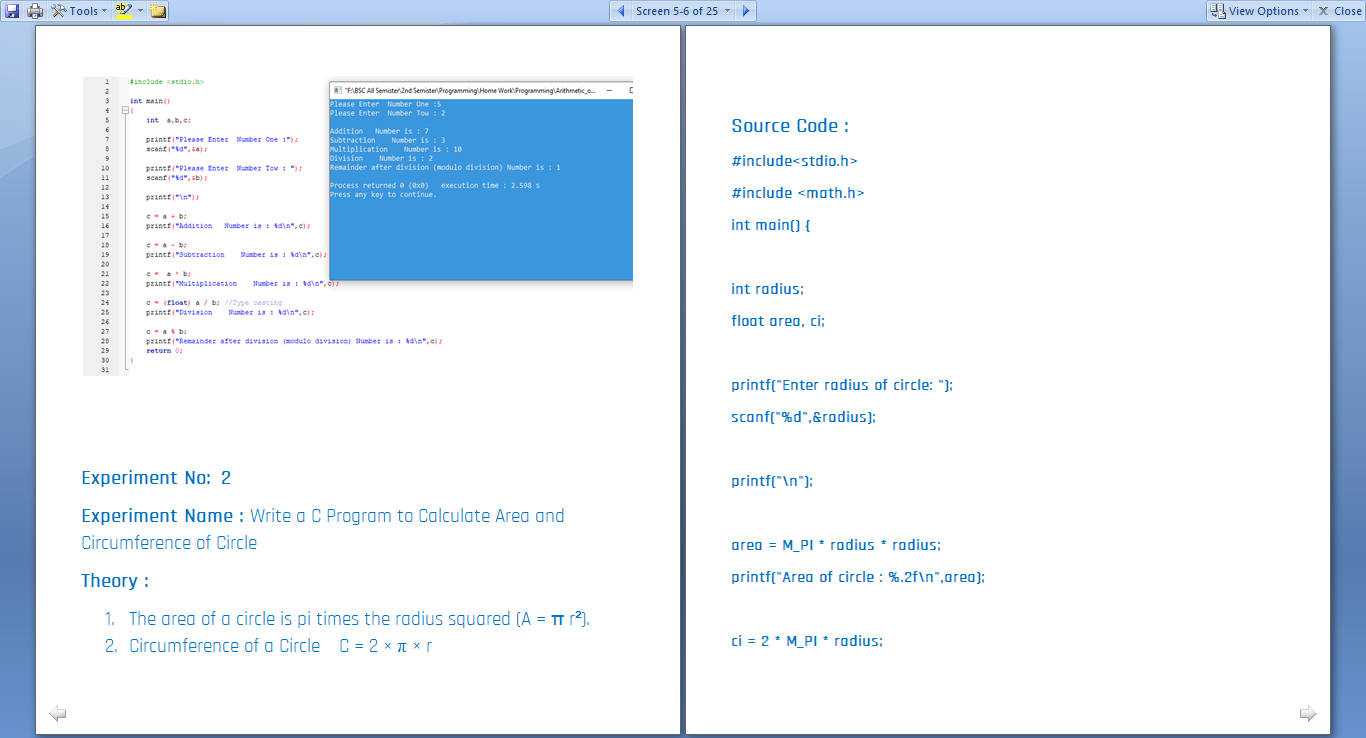 Tools
Screen 5-6 of 25
View Options
Close
1 #include <stdio.h>
2
3 int main()
4 {
5 int a,b,c;
6
7 printf("Please Enter Number One :");
8 scanf("%d",&a);
9
10 printf("Please Enter Number Tow : ");
11 scanf("%d",&b);
12
13 printf("\n");
14
15 c = a + b;
16 printf("Addition Number is : %d\n",c);
17
18 c = a - b;
19 printf("Subtraction Number is : %d\n",c);
20
21 c = a * b;
22 printf("Multiplication Number is : %d\n",c);
23
24 c = (float) a / b; //Type casting
25 printf("Division Number is : %d\n",c);
26
27 c = a % b;
28 printf("Remainder after division (modulo division) Number is : %d\n",c);
29 return 0;
30 }
31
"F:\BSC All Semister\2nd Semister\Programming\Home Work\Programming\Arithmetic_o...
Please Enter Number One :5
Please Enter Number Tow : 2
Addition Number is : 7
Subtraction Number is : 3
Multiplication Number is : 10
Division Number is : 2
Remainder after division (modulo division) Number is : 1
Process returned 0 (0x0) execution time : 2.598 s
Press any key to continue.
Experiment No: 2
Experiment Name : Write a C Program to Calculate Area and
Circumference of Circle
Theory :
1. The area of a circle is pi times the radius squared (A = π r²).
2. Circumference of a Circle C = 2 × π × r
Source Code :
#include<stdio.h>
#include <math.h>
int main() {
int radius;
float area, ci;
printf("Enter radius of circle: ");
scanf("%d",&radius);
printf("\n");
area = M_PI * radius * radius;
printf("Area of circle : %.2f\n",area);
ci = 2 * M_PI * radius;